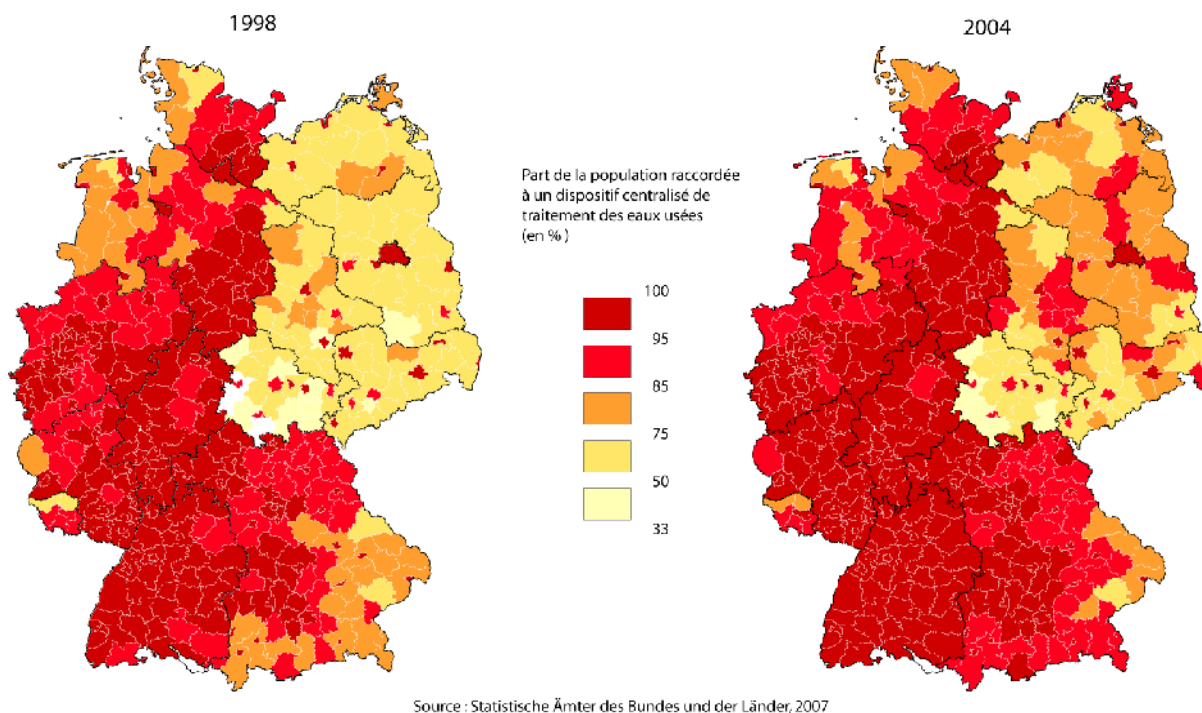 1998
2004
Part de la population raccordée
à un dispositif centralisé de
traitement des eaux usées
(en % )
100
95
85
75
50
33
Source : Statistische Ämter des Bundes und der Länder, 2007